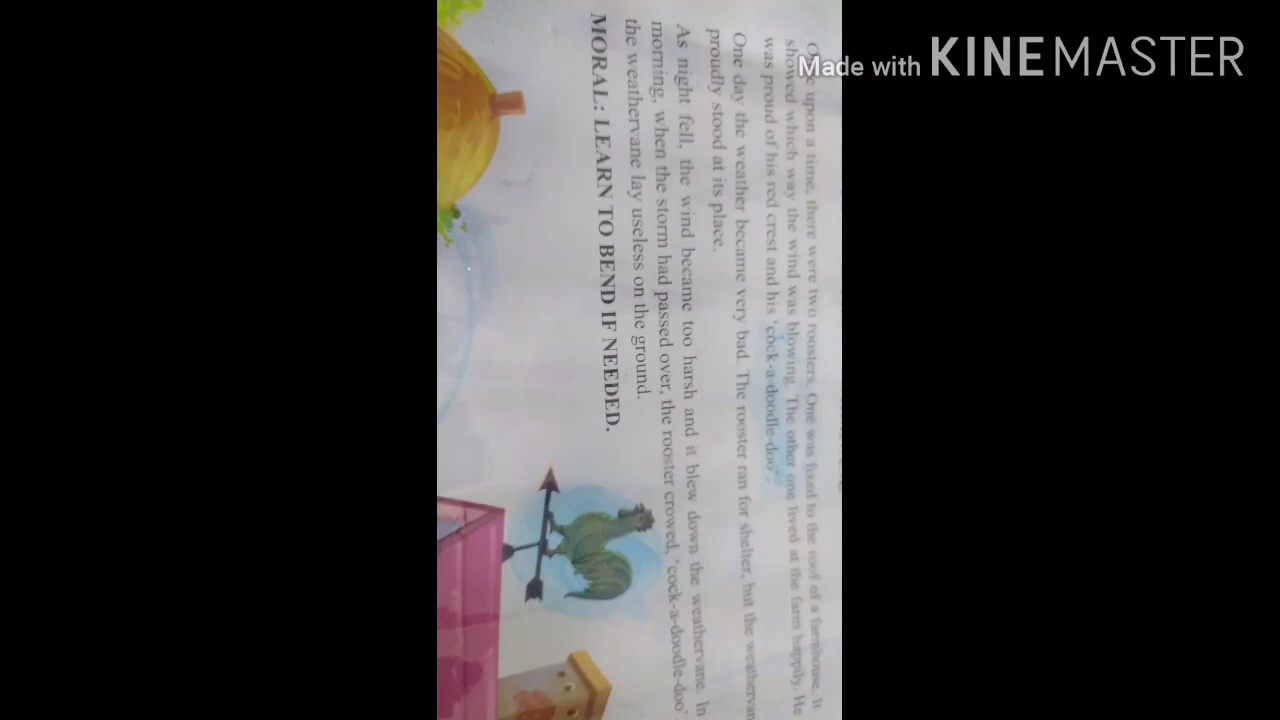 Made with KINEMASTER
upon a time, there were two roosters. One was fixed to the roof of a farmhouse. It
showed which way the wind was blowing. The other one lived at the farm happily. He
was proud of his red crest and his 'cock-a-doodle-doo'.
One day the weather became very bad. The rooster ran for shelter, but the weathervan
proudly stood at its place.
As night fell, the wind became too harsh and it blew down the weathervane. In
morning, when the storm had passed over, the rooster crowed, 'cock-a-doodle-doo'
the weathervane lay useless on the ground.
MORAL: LEARN TO BEND IF NEEDED.